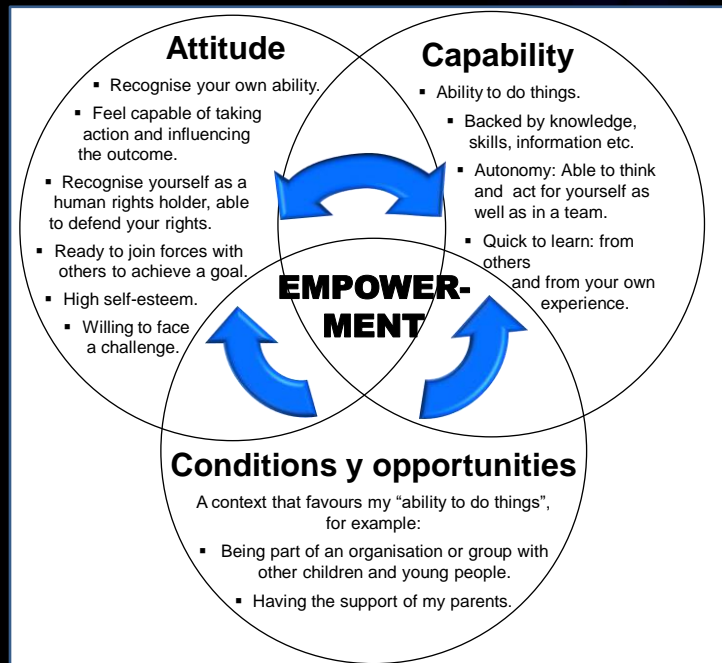 Attitude
▪ Recognise your own ability.
▪ Feel capable of taking
action and influencing
the outcome.
▪ Recognise yourself as a
human rights holder, able
to defend your rights.
▪ Ready to join forces with
others to achieve a goal.
▪ High self-esteem.
▪ Willing to face
a challenge.
Capability
▪ Ability to do things.
▪ Backed by knowledge,
skills, information etc.
▪ Autonomy: Able to think
and act for yourself as
well as in a team.
▪ Quick to learn: from
others
and from your own
experience.
EMPOWER-
MENT
Conditions y opportunities
A context that favours my “ability to do things”,
for example:
▪ Being part of an organisation or group with
other children and young people.
▪ Having the support of my parents.